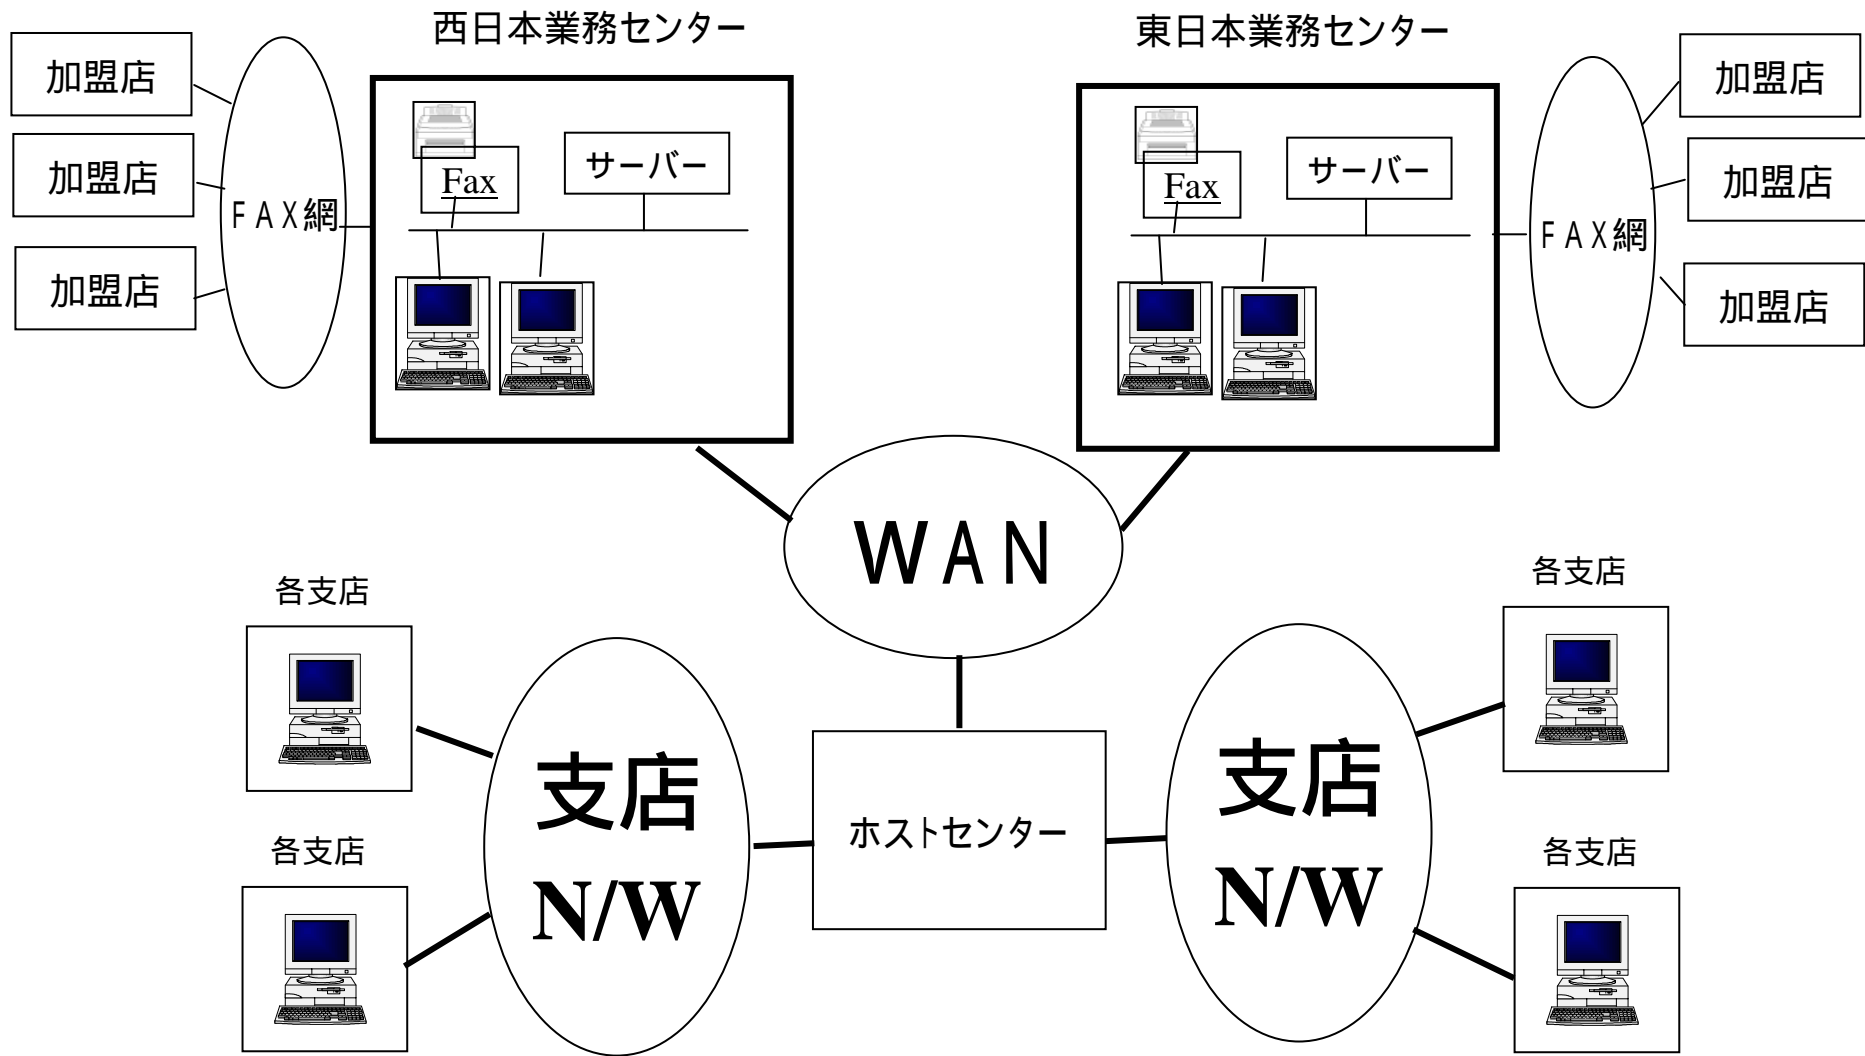 西日本業務センター
東日本業務センター
加盟店
加盟店
加盟店
ＦＡＸ網
Fax
サーバー
Fax
サーバー
ＦＡＸ網
加盟店
加盟店
加盟店
ＷＡＮ
各支店
各支店
支店
N/W
ホストセンター
支店
N/W
各支店
各支店